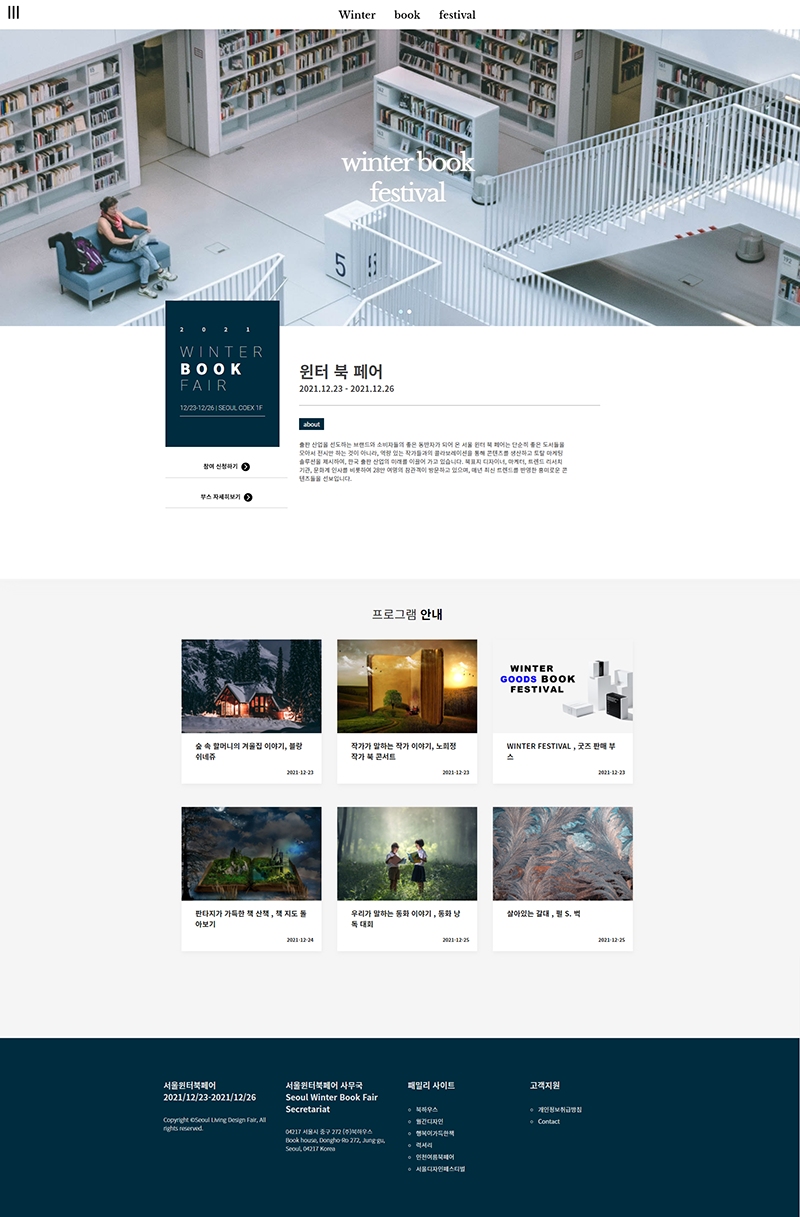 Winter book festival
winter book
festival
5
2 0 2 1
WINTER
BOOK
FAIR
12/23-12/26 | SEOUL COEX 1F
참여 신청하기
부스 자세히보기
윈터 북 페어
2021.12.23 - 2021.12.26
about
출판 산업을 선도하는 브랜드와 소비자들의 좋은 동반자가 되어 온 서울 윈터 북 페어는 단순히 좋은 도서들을
모아서 전시만 하는 것이 아니라, 역량 있는 작가들과의 콜라보레이션을 통해 콘텐츠를 생산하고 토탈 마케팅
솔루션을 제시하며, 한국 출판 산업의 미래를 이끌어 가고 있습니다. 북표지 디자이너, 마케터, 트렌드 리서치
기관, 문화계 인사를 비롯하여 28만 여명의 참관객이 방문하고 있으며, 매년 최신 트렌드를 반영한 흥미로운 콘
텐츠들을 선보입니다.
프로그램 안내
WINTER
GOODS BOOK
FESTIVAL
숲 속 할머니의 겨울집 이야기, 블랑
쉬네쥬
2021-12-23
작가가 말하는 작가 이야기, 노희정
작가 북 콘서트
2021-12-23
WINTER FESTIVAL , 굿즈 판매 부
스
2021-12-23
판타지가 가득한 책 산책 , 책 지도 돌
아보기
2021-12-24
우리가 말하는 동화 이야기 , 동화 낭
독 대회
2021-12-25
살아있는 갈대 , 펄 S. 벅
2021-12-25
서울윈터북페어
2021/12/23-2021/12/26
Copyright ©Seoul Living Design Fair, All
rights reserved.
서울윈터북페어 사무국
Seoul Winter Book Fair
Secretariat
04217 서울시 중구 272 (주)북하우스
Book house, Dongho-Ro 272, Jung-gu,
Seoul, 04217 Korea
패밀리 사이트
북하우스
월간디자인
행복이가득한책
럭셔리
인천여름북페어
서울디자인페스티벌
고객지원
개인정보취급방침
Contact